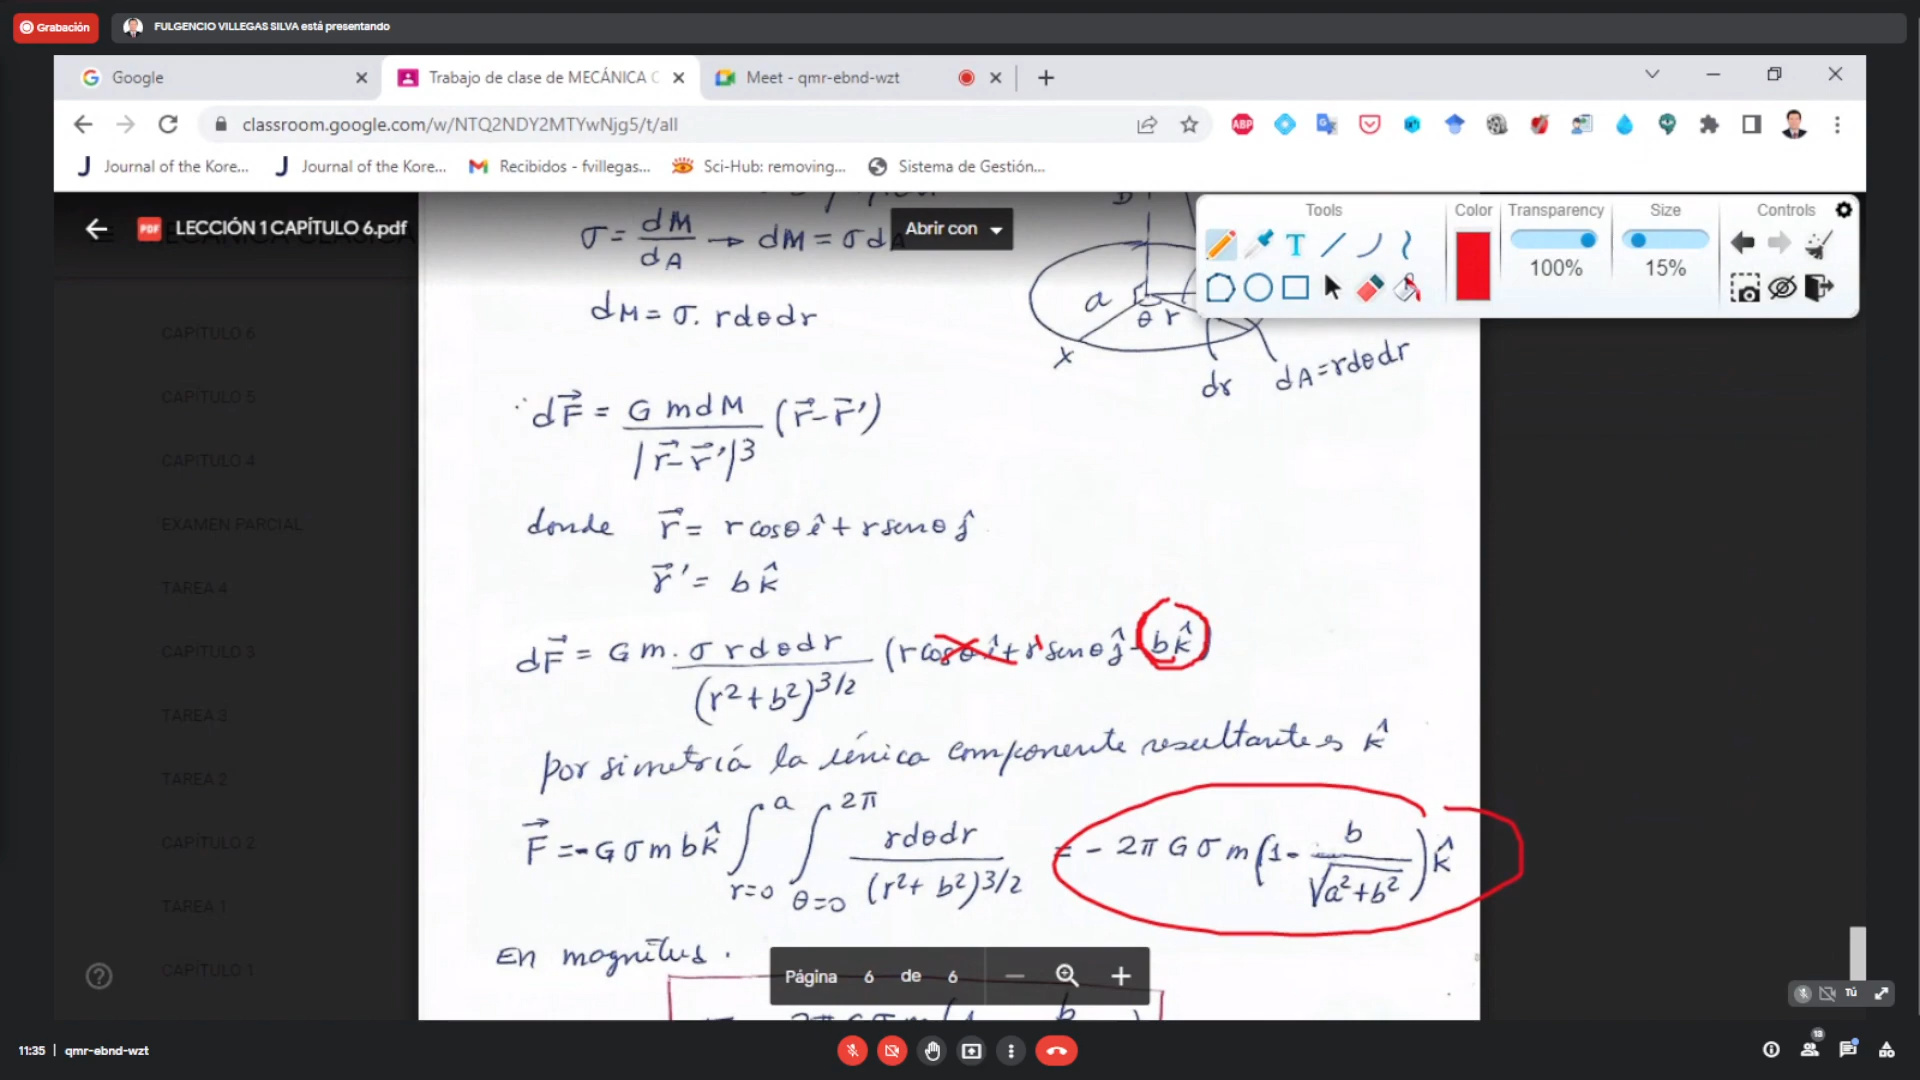 Grabación
FULGENCIO VILLEGAS SILVA está presentando
Google
Trabajo de clase de MECÁNICA C
Meet - qmr-ebnd-wzt
classroom.google.com/w/NTQ2NDY2MTYwNjg5/t/all
Journal of the Kore...
Journal of the Kore...
Recibidos - fvillegas...
Sci-Hub: removing...
Sistema de Gestión...
PDF
LECCIÓN 1 CAPÍTULO 6.pdf
Abrir con
Tools
Color
Transparency
Size
Controls
100%
15%
CAPITULO 6
CAPITULO 5
CAPITULO 4
EXAMEN PARCIAL
TAREA 4
CAPITULO 3
TAREA 3
TAREA 2
CAPITULO 2
TAREA 1
CAPITULO 1
σ = dM/dA → dM = σ dA
dM = σ. rdθdr
a
θ r
x
dr
dA = rdθdr
∴ dF⃗ = G m dM / |r⃗ - r⃗'|³ (r⃗ - r⃗')
donde r⃗ = r cosθ î + r senθ ĵ
r⃗' = b k̂
dF⃗ = G m . σ r dθ dr / (r² + b²)^3/2 (r cosθ î + r senθ ĵ - b k̂)
por simetría la única componente resultante es k̂
F⃗ = - G σ m b k̂ ∫ r=0 a ∫ θ=0 2π rdθdr / (r² + b²)^3/2 = - 2π G σ m (1 - b / √a² + b²) k̂
En magnitus.
Página 6 de 6
Tú
11:35 | qmr-ebnd-wzt
13